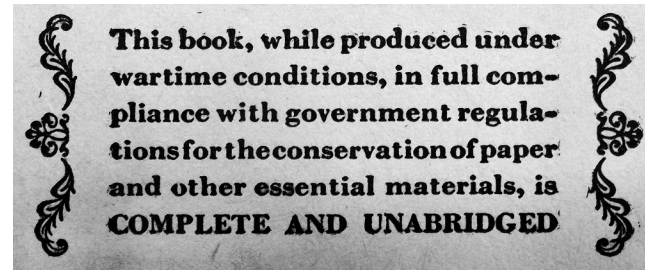 This book, while produced under
wartime conditions, in full com-
pliance with government regula-
tions for the conservation of paper
and other essential materials, is
COMPLETE AND UNABRIDGED